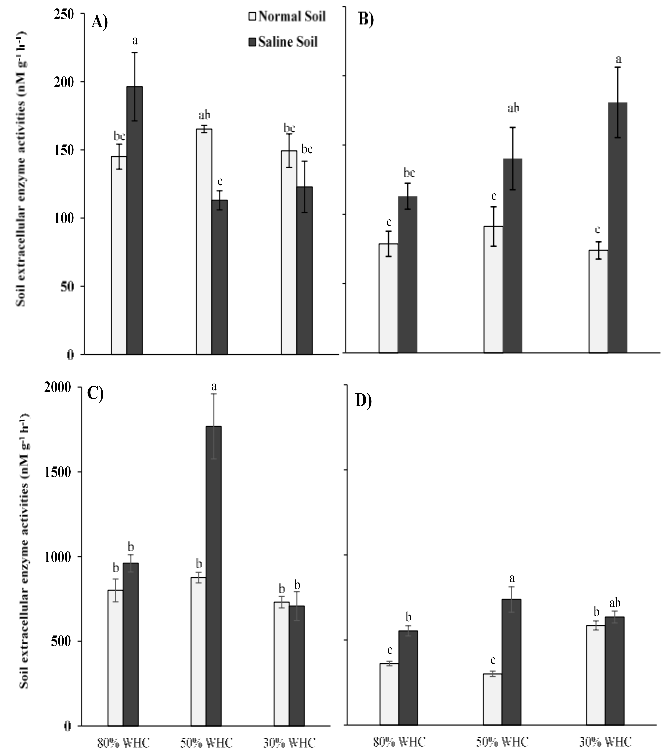 A)
Normal Soil
Saline Soil
B)
Soil extracellular enzyme activities (nM g⁻¹ h⁻¹)
250
200
150
100
50
0
bc a ab c bc bc
c bc c ab c a
C)
D)
Soil extracellular enzyme activities (nM g⁻¹ h⁻¹)
2000
1500
1000
500
0
b b b a b b
c b c a b ab
80% WHC 50% WHC 30% WHC
80% WHC 50% WHC 30% WHC